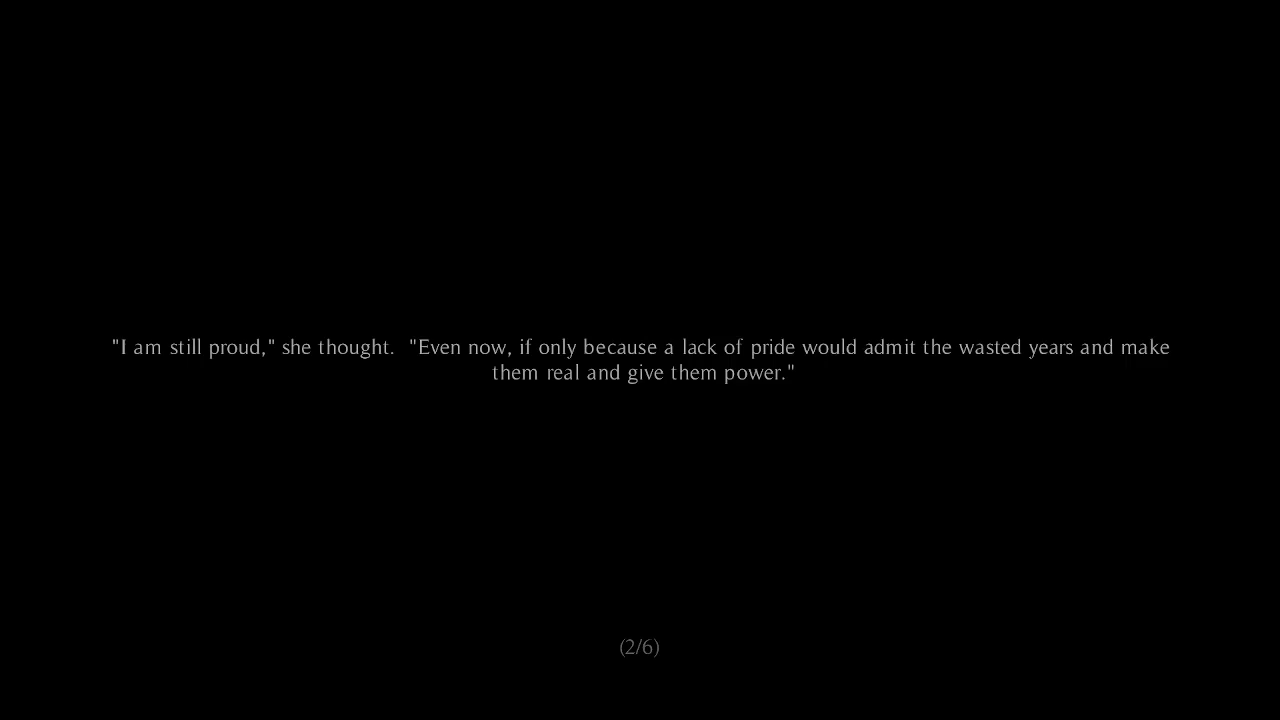 "I am still proud," she thought.  "Even now, if only because a lack of pride would admit the wasted years and make
them real and give them power."
(2/6)